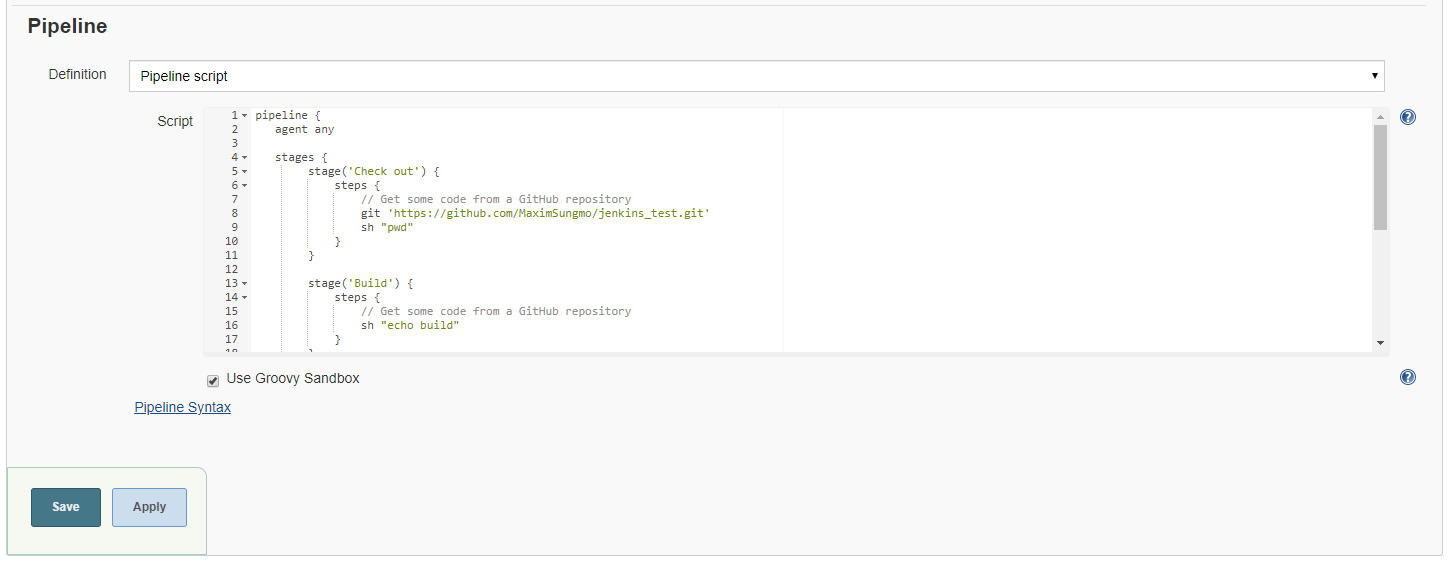 Pipeline
Definition
Pipeline script
Script
1 pipeline {
2 agent any
3
4 stages {
5 stage('Check out') {
6 steps {
7 // Get some code from a GitHub repository
8 git 'https://github.com/MaximSungmo/jenkins_test.git'
9 sh "pwd"
10 }
11 }
12
13 stage('Build') {
14 steps {
15 // Get some code from a GitHub repository
16 sh "echo build"
17 }
18 }
Use Groovy Sandbox
Pipeline Syntax
Save Apply